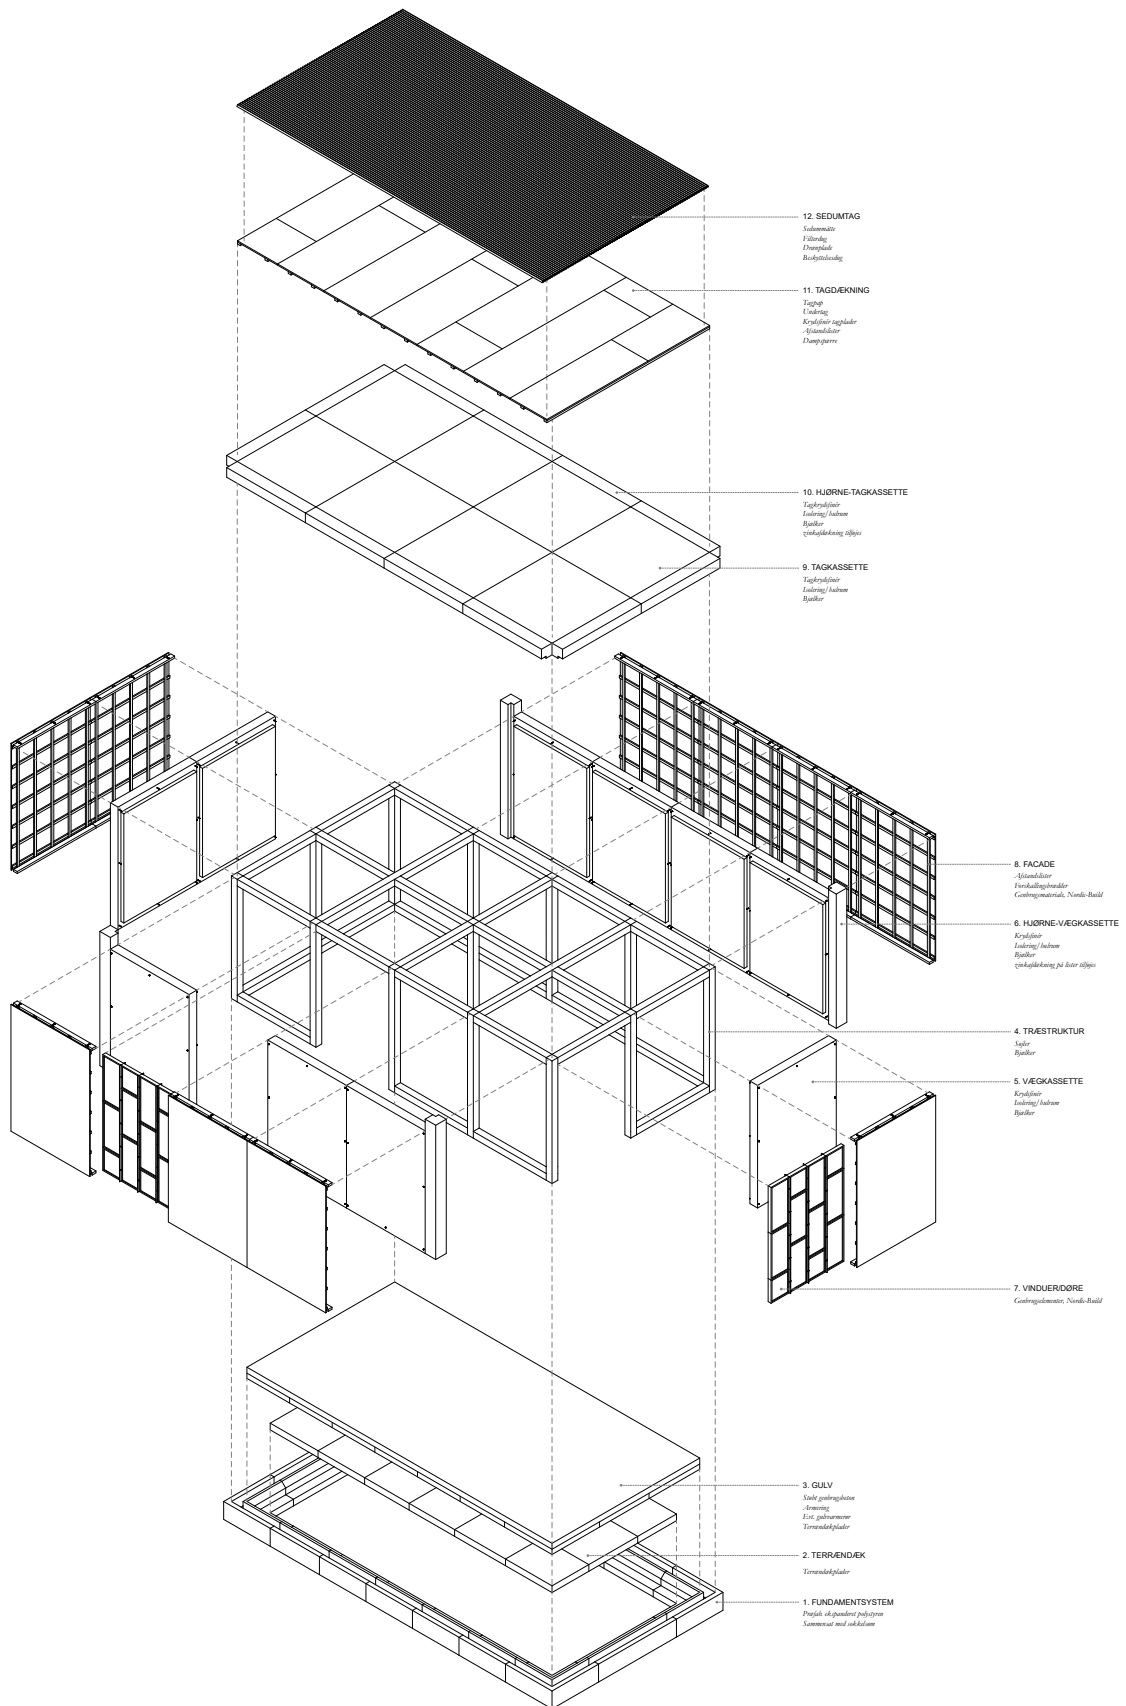 12. SEDUMTAG
Sedummåtte
Filterdug
Drænplade
Beskyttelsesdug
11. TAGDÆKNING
Tagpap
Undertag
Krydsfinér tagplader
Afstandslister
Dampspærre
10. HJØRNE-TAGKASSETTE
Tagkrydsfinér
Isolering/hulrum
Bjælker
zinkafdækning tilføjes
9. TAGKASSETTE
Tagkrydsfinér
Isolering/hulrum
Bjælker
8. FACADE
Afstandslister
Forskallingsbrædder
Genbrugsmateriale, Nordic-Build
6. HJØRNE-VÆGKASSETTE
Krydsfinér
Isolering/hulrum
Bjælker
zinkafdækning på lister tilføjes
4. TRÆSTRUKTUR
Søjler
Bjælker
5. VÆGKASSETTE
Krydsfinér
Isolering/hulrum
Bjælker
7. VINDUER/DØRE
Genbrugselementer, Nordic-Build
3. GULV
Støbt genbrugsbeton
Armering
Evt. gulvvarmerør
Terrændækplader
2. TERRÆNDÆK
Terrændækplader
1. FUNDAMENTSYSTEM
Præfab. ekspanderet polystyren
Sammensat med sokkelsøm